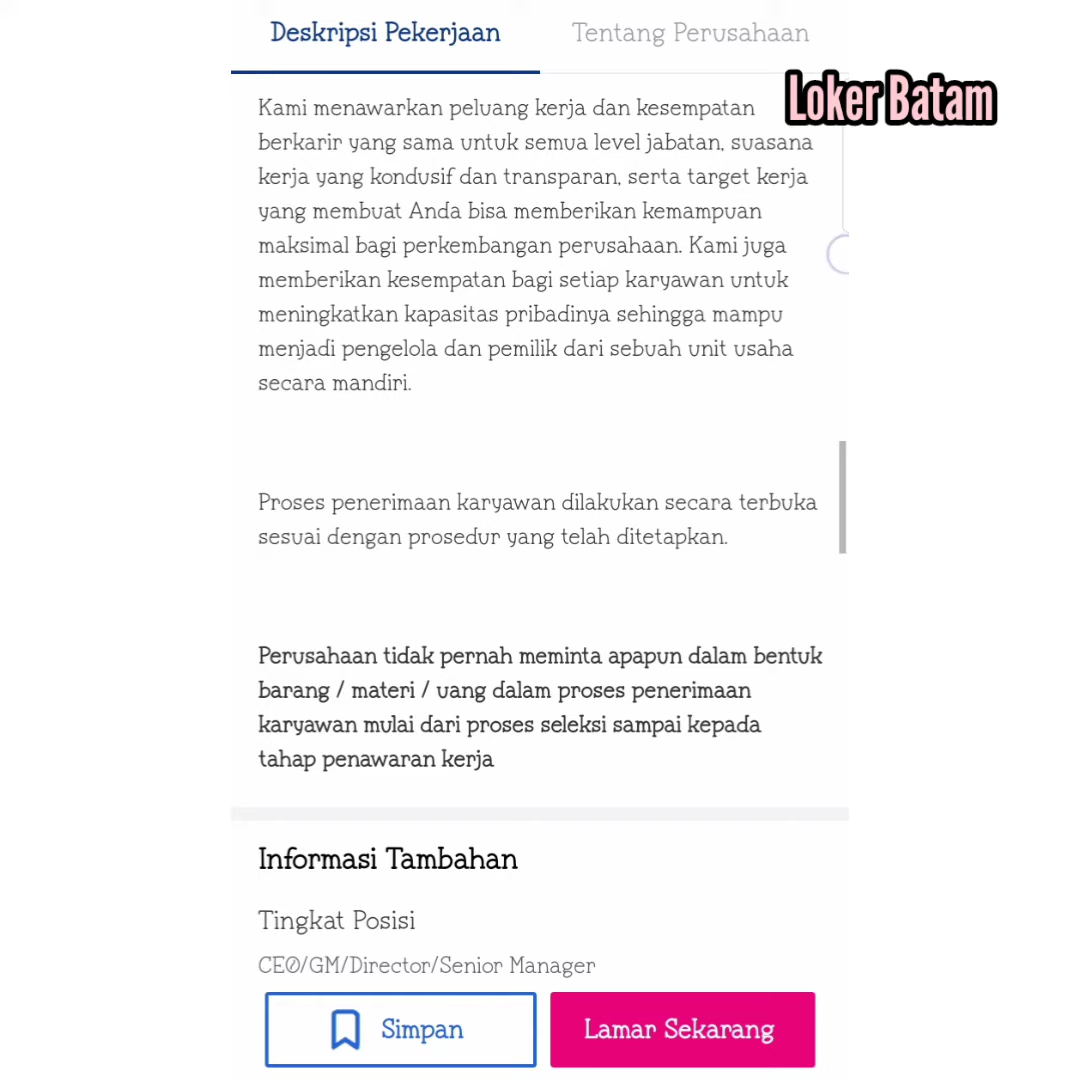 Deskripsi Pekerjaan
Tentang Perusahaan
Loker Batam
Kami menawarkan peluang kerja dan kesempatan
berkarir yang sama untuk semua level jabatan, suasana
kerja yang kondusif dan transparan, serta target kerja
yang membuat Anda bisa memberikan kemampuan
maksimal bagi perkembangan perusahaan. Kami juga
memberikan kesempatan bagi setiap karyawan untuk
meningkatkan kapasitas pribadinya sehingga mampu
menjadi pengelola dan pemilik dari sebuah unit usaha
secara mandiri.
Proses penerimaan karyawan dilakukan secara terbuka
sesuai dengan prosedur yang telah ditetapkan.
Perusahaan tidak pernah meminta apapun dalam bentuk
barang / materi / uang dalam proses penerimaan
karyawan mulai dari proses seleksi sampai kepada
tahap penawaran kerja
Informasi Tambahan
Tingkat Posisi
CEO/GM/Director/Senior Manager
Simpan
Lamar Sekarang